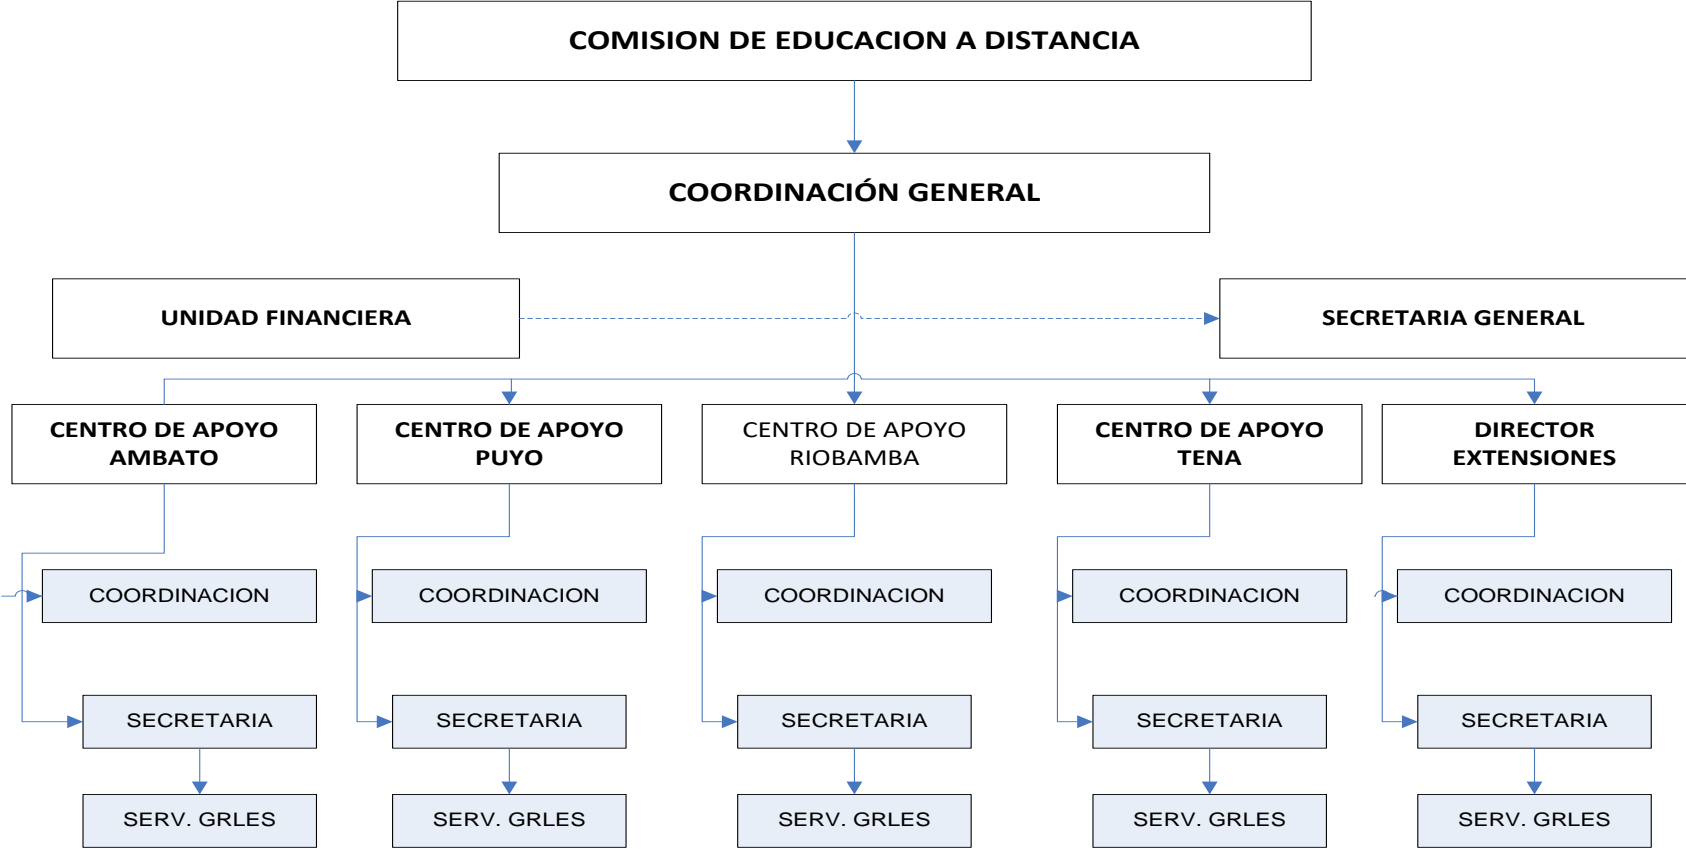 COMISION DE EDUCACION A DISTANCIA
COORDINACIÓN GENERAL
UNIDAD FINANCIERA
SECRETARIA GENERAL
CENTRO DE APOYO
AMBATO
CENTRO DE APOYO
PUYO
CENTRO DE APOYO
RIOBAMBA
CENTRO DE APOYO
TENA
DIRECTOR
EXTENSIONES
COORDINACION
COORDINACION
COORDINACION
COORDINACION
COORDINACION
SECRETARIA
SECRETARIA
SECRETARIA
SECRETARIA
SECRETARIA
SERV. GRLES
SERV. GRLES
SERV. GRLES
SERV. GRLES
SERV. GRLES